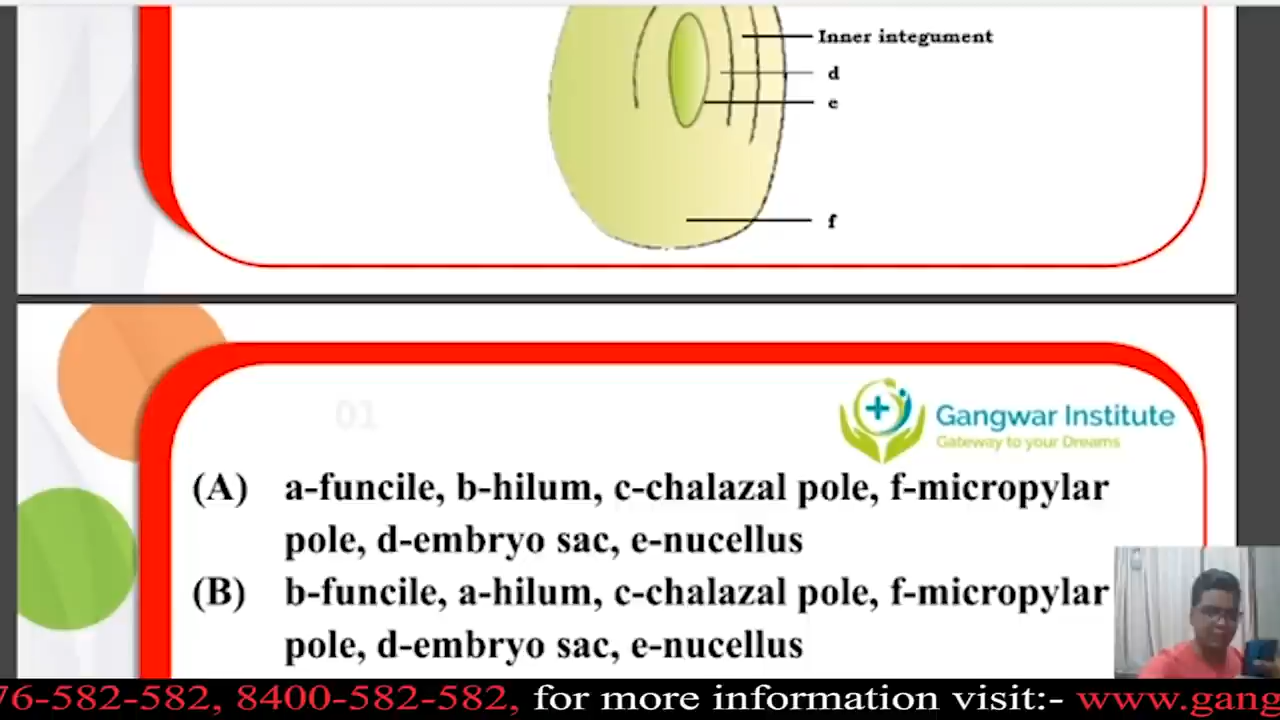 Inner integument
d
e
f
01
Gangwar Institute
Gateway to your Dreams
(A) a-funcile, b-hilum, c-chalazal pole, f-micropylar
pole, d-embryo sac, e-nucellus
(B) b-funcile, a-hilum, c-chalazal pole, f-micropylar
pole, d-embryo sac, e-nucellus
76-582-582, 8400-582-582, for more information visit:- www.gang